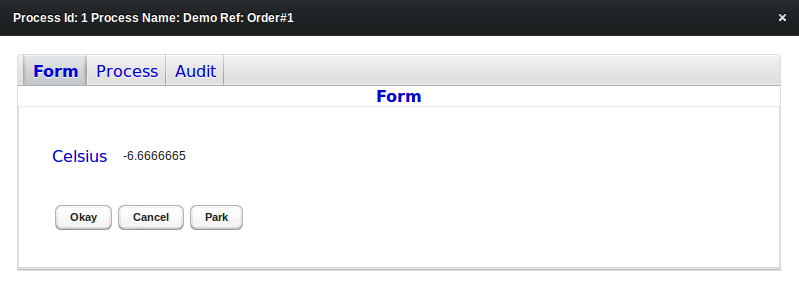 Process Id: 1 Process Name: Demo Ref: Order#1
Form Process Audit
Form
Celsius -6.6666665
Okay Cancel Park